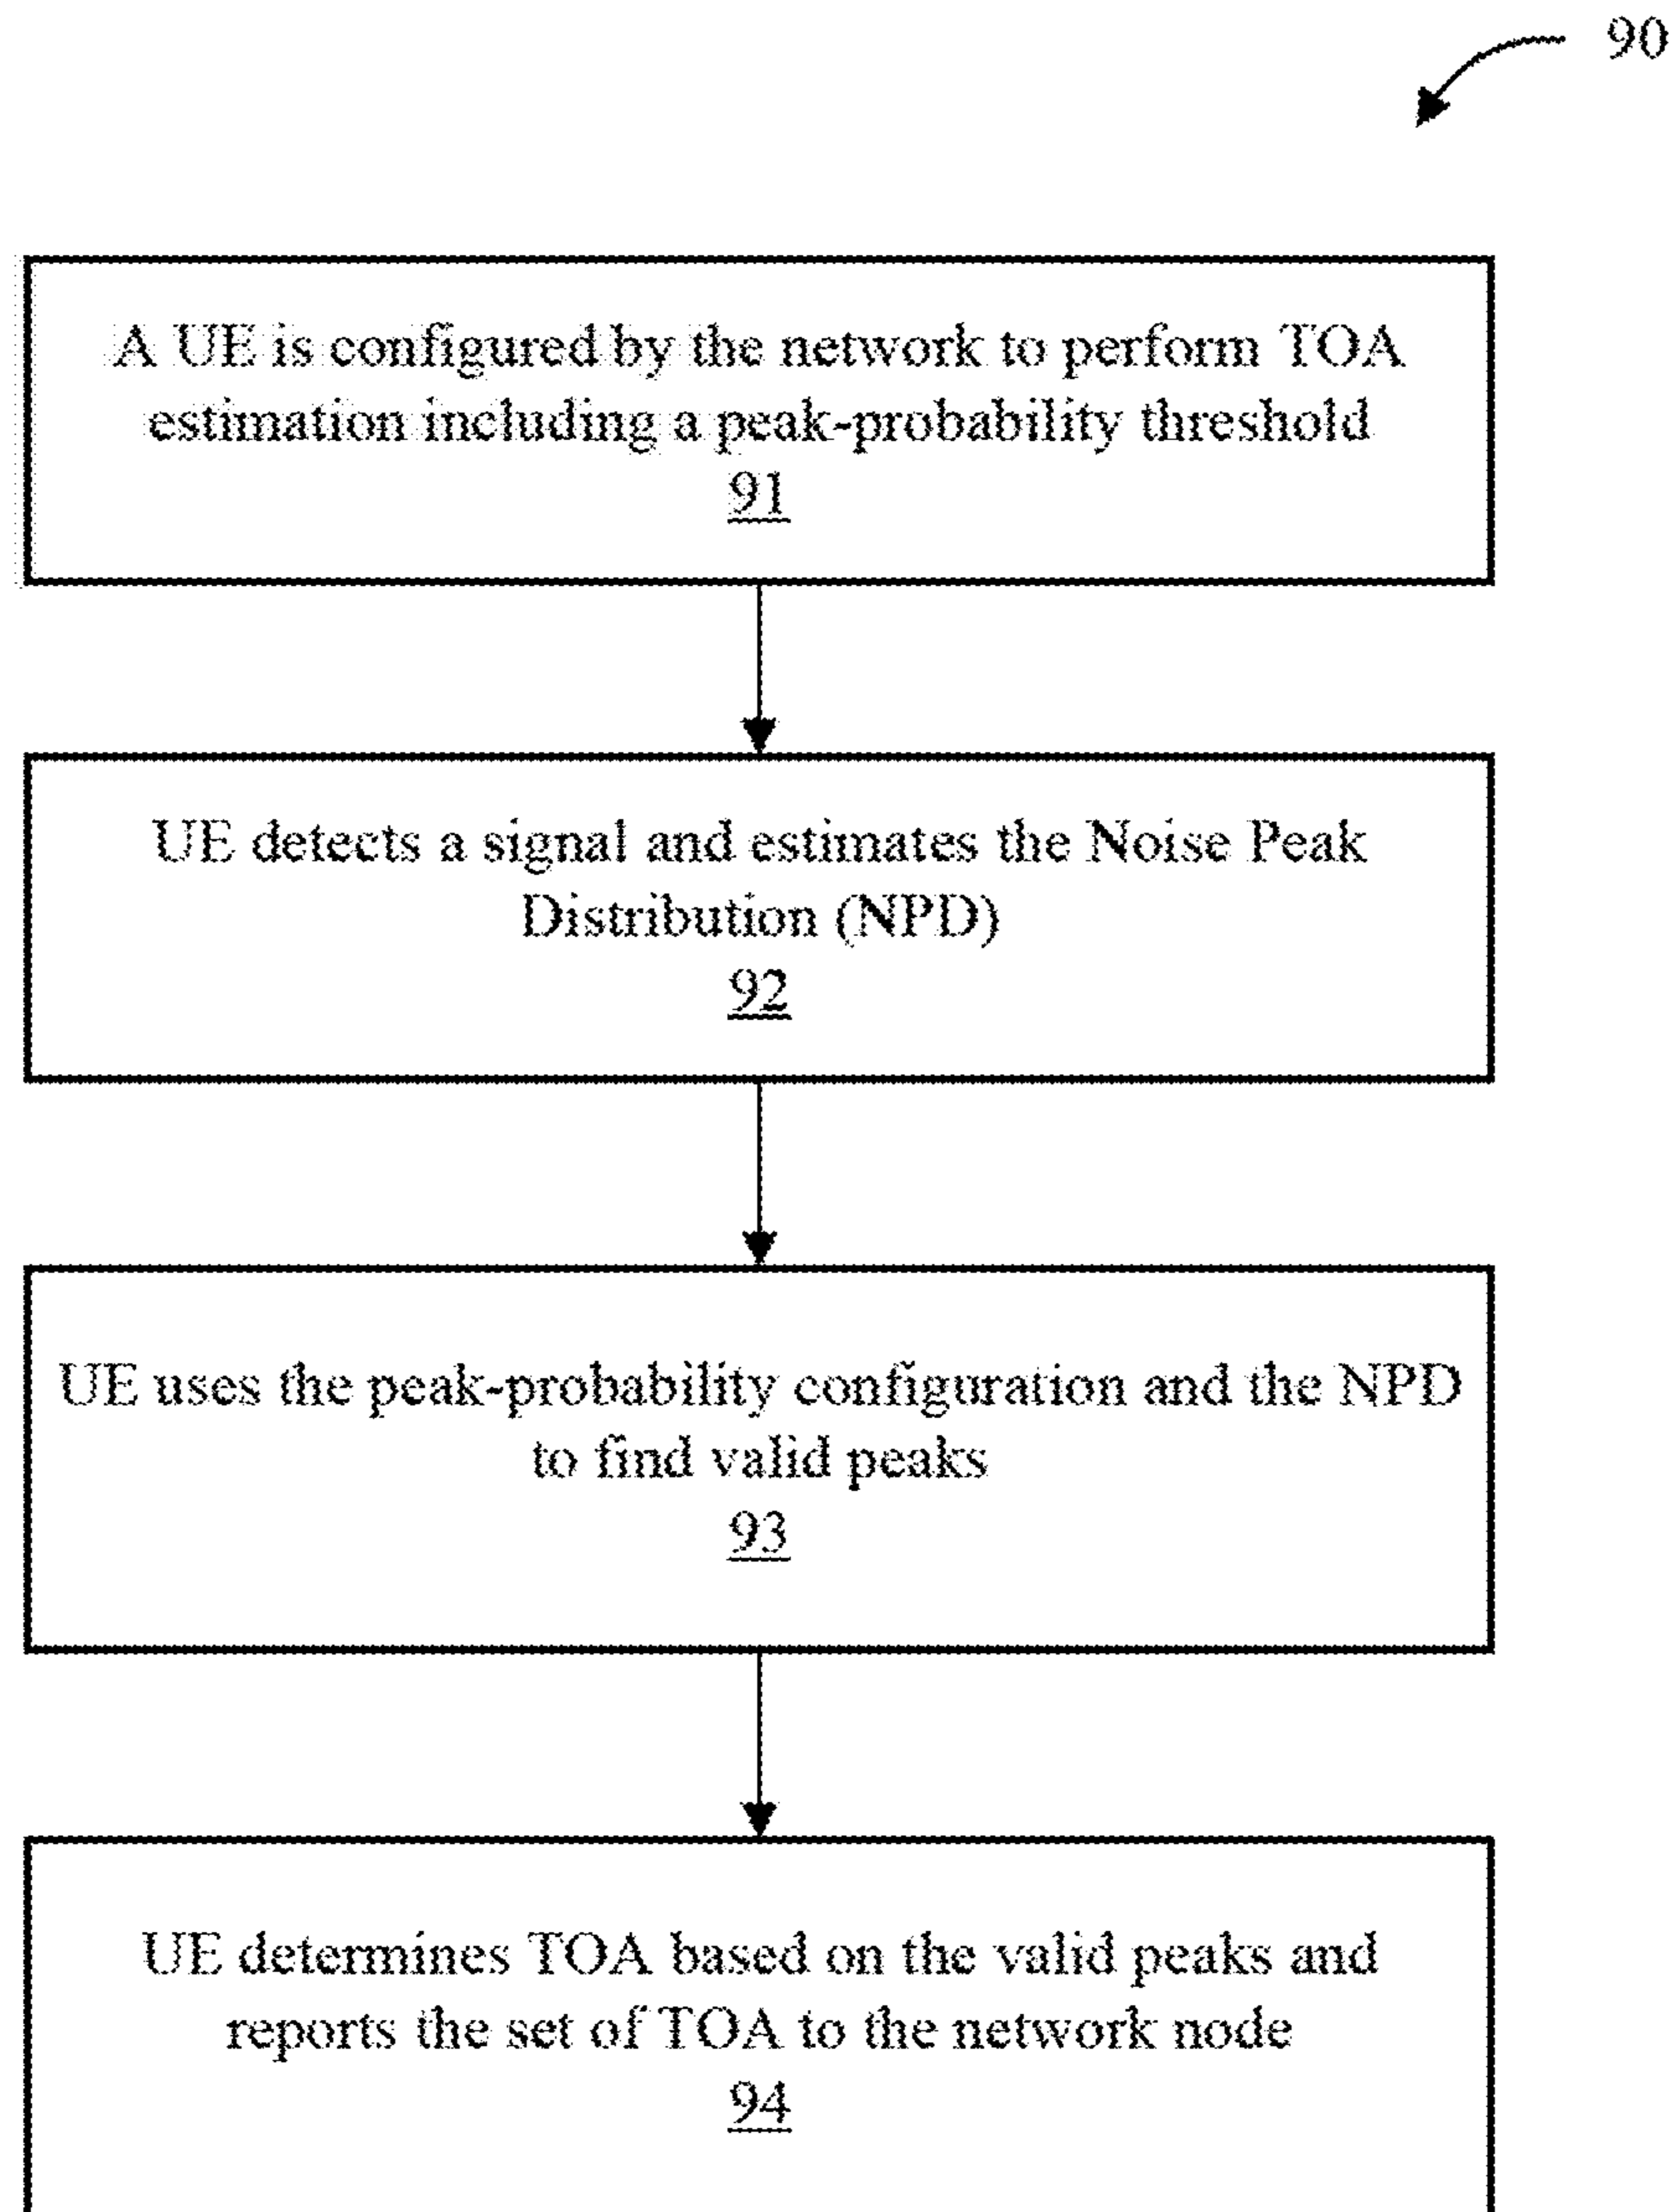 90
A UE is configured by the network to perform TOA
estimation including a peak-probability threshold
91
UE detects a signal and estimates the Noise Peak
Distribution (NPD)
92
UE uses the peak-probability configuration and the NPD
to find valid peaks
93
UE determines TOA based on the valid peaks and
reports the set of TOA to the network node
94